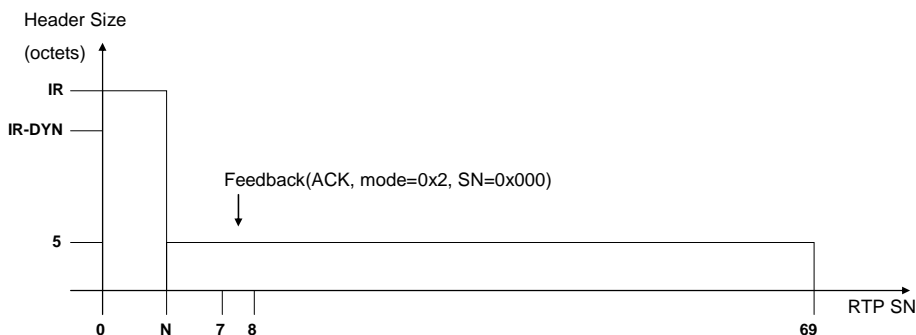 Header Size
(octets)
IR
IR-DYN
Feedback(ACK, mode=0x2, SN=0x000)
5
RTP SN
0 N 7 8 69